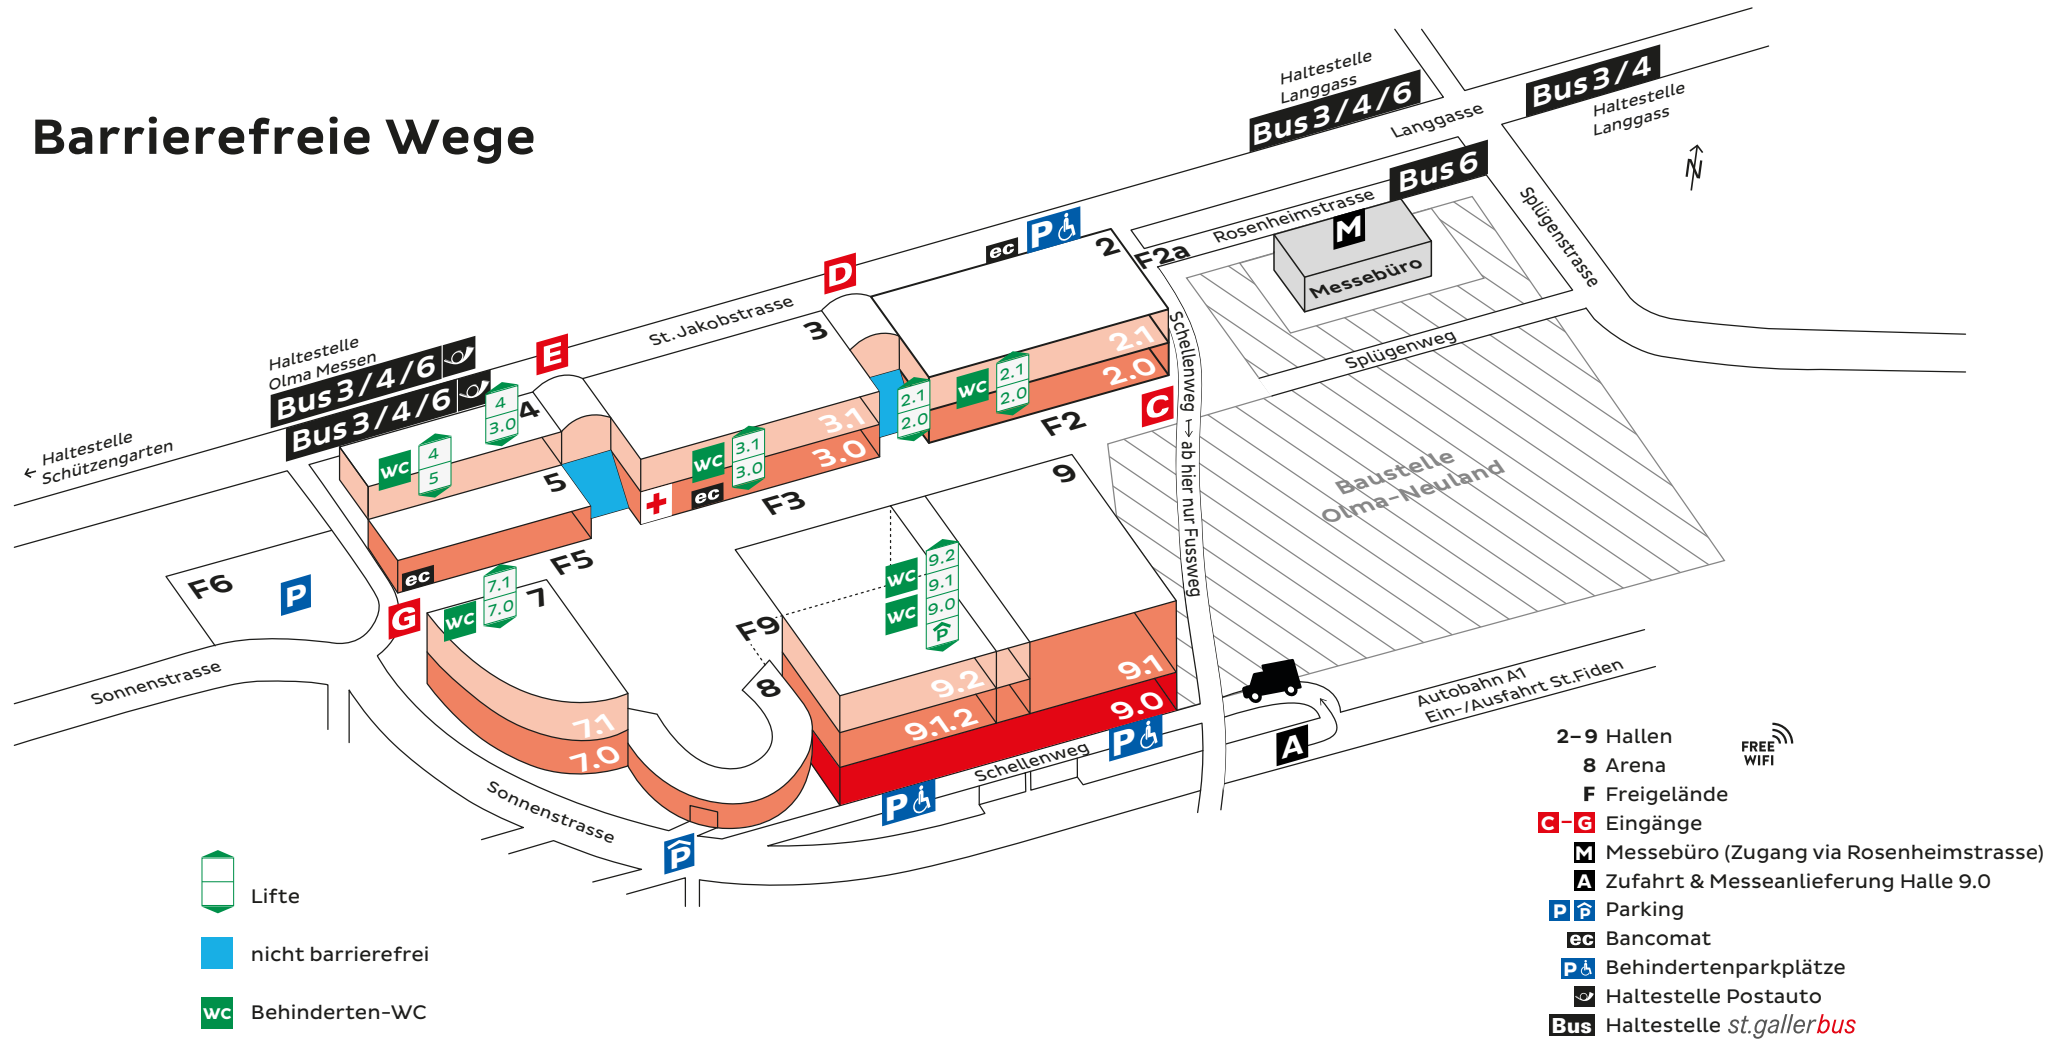 Barrierefreie Wege
Haltestelle
Langgass
Bus 3/4/6
Bus 3/4
Haltestelle
Langgass
Langgasse
N
Bus 6
Rosenheimstrasse
M
Messebüro
Splügenstrasse
Splügenweg
ec
P
2
F2a
D
St. Jakobstrasse
3
E
Haltestelle
Olma Messen
Bus 3/4/6
Bus 3/4/6
← Haltestelle
Schützengarten
4
3.0
4
WC
4
5
5
2.1
2.0
2.1
2.0
WC
2.1
2.0
F2
C
3.1
3.0
WC
3.1
3.0
ec
F3
Schellenweg → ab hier nur Fussweg
Baustelle
Olma-Neuland
9
F6
P
ec
F5
G
WC
7.1
7.0
7
7.1
7.0
F9
8
WC
WC
9.2
9.1
9.0
P
9.2
9.1
9.1.2
9.0
P
P
Schellenweg
A
Autobahn A1
Ein-/Ausfahrt St. Fiden
Sonnenstrasse
Sonnenstrasse
P
Lifte
nicht barrierefrei
WC Behinderten-WC
FREE
WIFI
2–9 Hallen
8 Arena
F Freigelände
C–G Eingänge
M Messebüro (Zugang via Rosenheimstrasse)
A Zufahrt & Messeanlieferung Halle 9.0
P P Parking
ec Bancomat
P Behindertenparkplätze
Haltestelle Postauto
Bus Haltestelle st.gallerbus